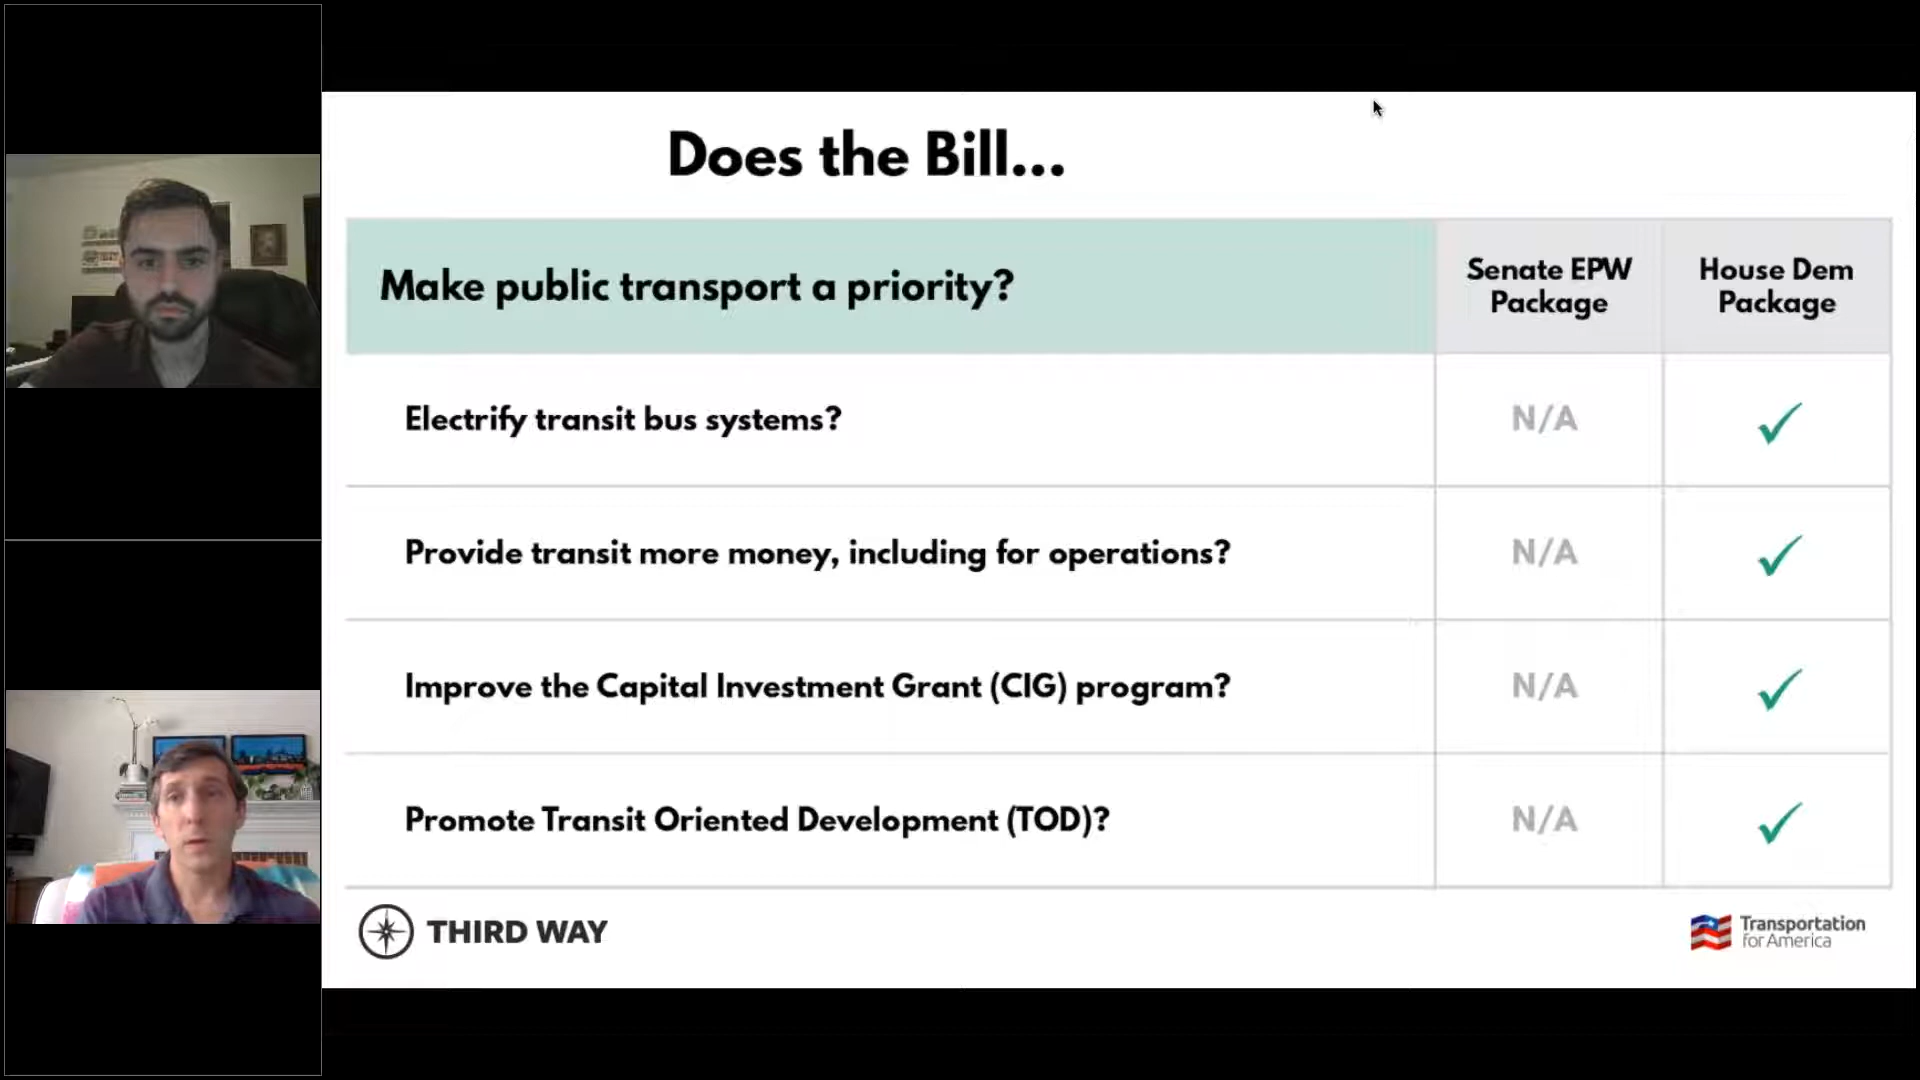 Does the Bill...
Make public transport a priority?
Senate EPW
Package
House Dem
Package
Electrify transit bus systems?
N/A
Provide transit more money, including for operations?
N/A
Improve the Capital Investment Grant (CIG) program?
N/A
Promote Transit Oriented Development (TOD)?
N/A
THIRD WAY
Transportation
for America